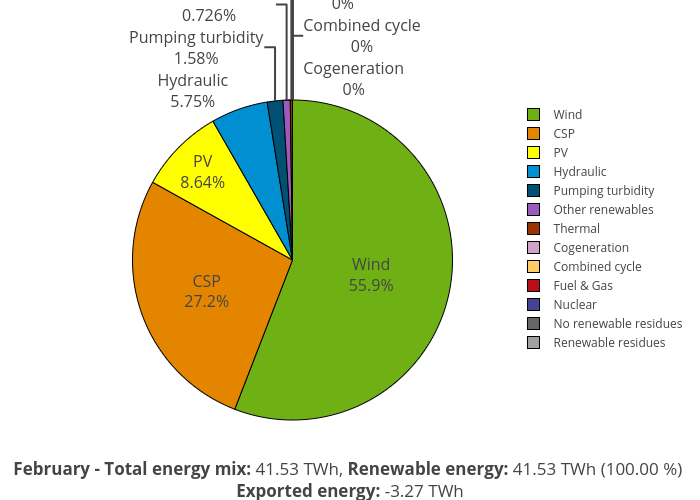 0%
0.726%
Combined cycle
Pumping turbidity
0%
1.58%
Cogeneration
Hydraulic
0%
5.75%
PV
8.64%
Wind
55.9%
CSP
27.2%
Wind
CSP
PV
Hydraulic
Pumping turbidity
Other renewables
Thermal
Cogeneration
Combined cycle
Fuel & Gas
Nuclear
No renewable residues
Renewable residues
February - Total energy mix: 41.53 TWh, Renewable energy: 41.53 TWh (100.00 %)
Exported energy: -3.27 TWh